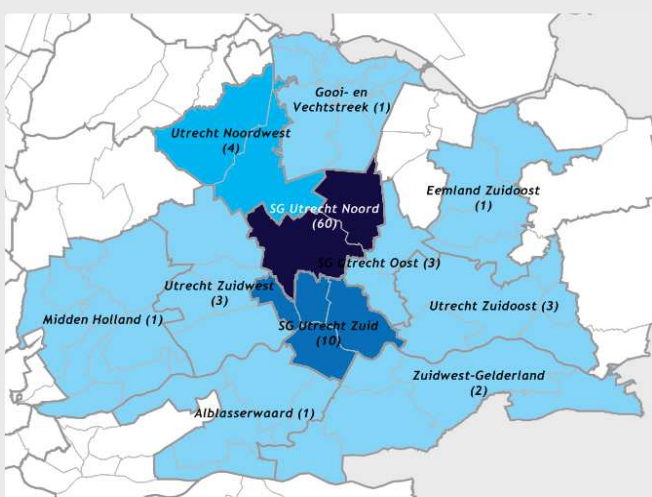 Gooi- en
Vechtstreek (1)
Utrecht Noordwest
(4)
Eemland Zuidoost
(1)
SG Utrecht Noord
(60)
SG Utrecht Oost (3)
Utrecht Zuidwest
(3)
Utrecht Zuidoost (3)
Midden Holland (1)
SG Utrecht Zuid
(10)
Zuidwest-Gelderland
(2)
Alblasserwaard (1)